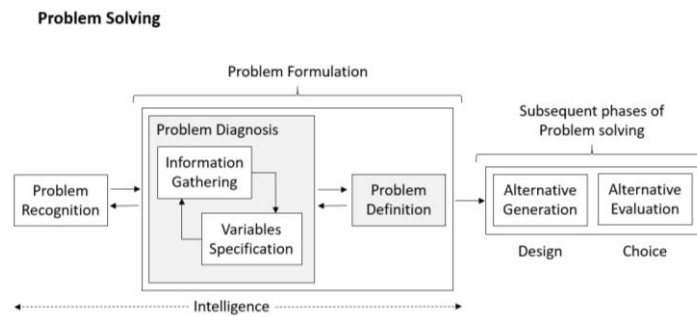 Problem Solving
Problem Formulation
Subsequent phases of
Problem solving
Problem Diagnosis
Information
Gathering
Variables
Specification
Problem
Recognition
Problem
Definition
Alternative
Generation
Alternative
Evaluation
Design
Choice
Intelligence